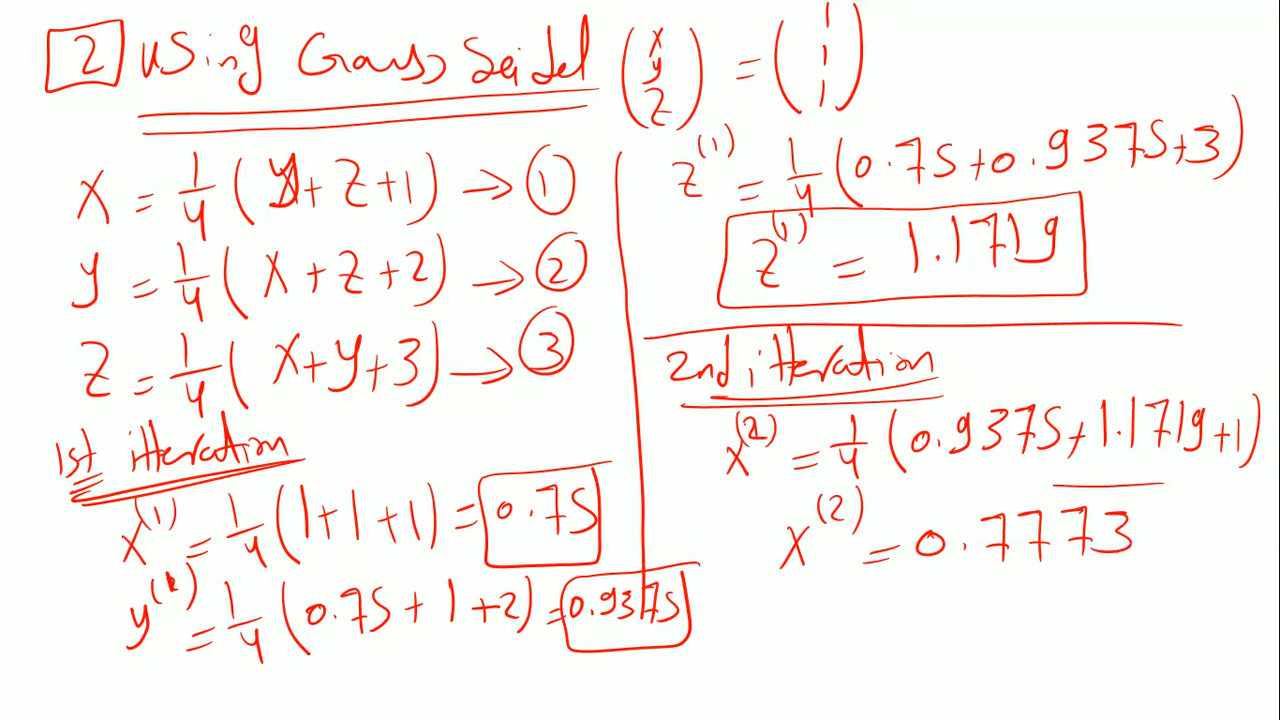 2 Using Gauss Seidel (x y z) = (1 1 1)
x = 1/4 (y + z + 1) → ①
y = 1/4 ( x + z + 2) → ②
z = 1/4 ( x + y + 3) → ③
1st itteration
x^(1) = 1/4 (1 + 1 + 1) = 0.75
y^(1) = 1/4 (0.75 + 1 + 2) = 0.9375
z^(1) = 1/4 (0.75 + 0.9375 + 3)
z^(1) = 1.1719
2nd itteration
x^(2) = 1/4 (0.9375 + 1.1719 + 1)
x^(2) = 0.7773